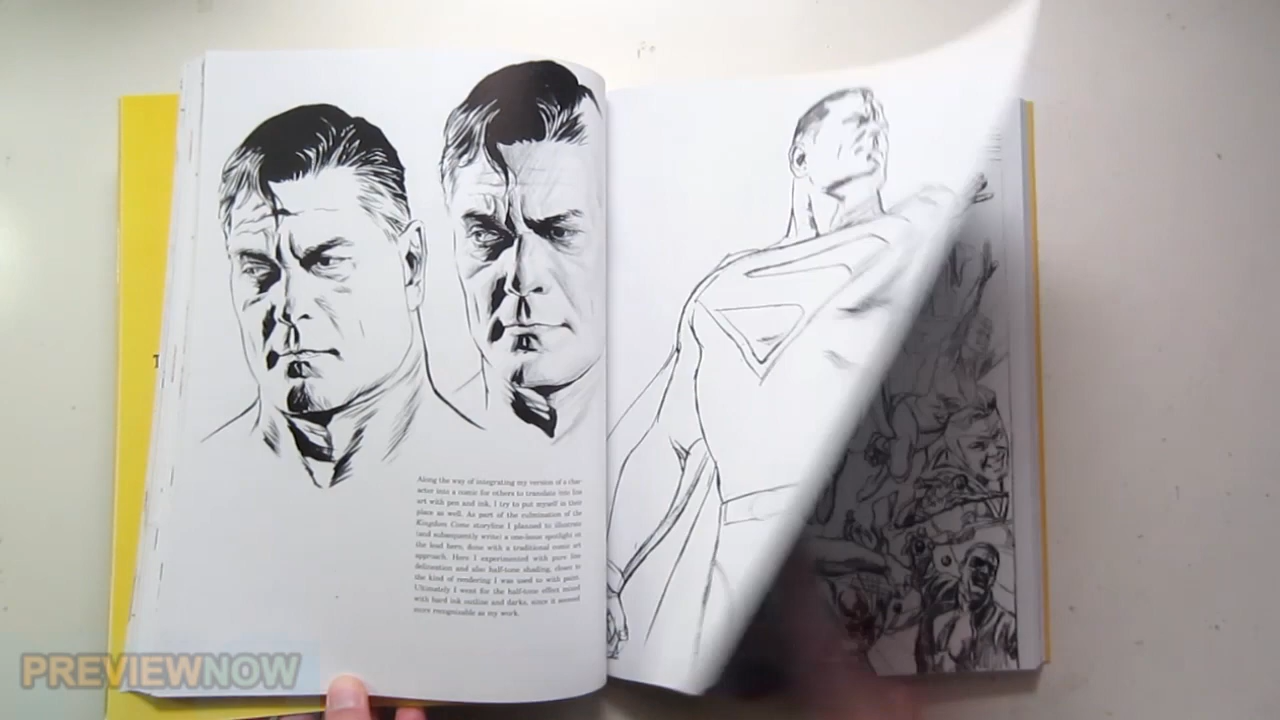 Along the way of integrating my version of a char-
acter into a comic for others to translate into line
art with pen and ink, I try to put myself in their
place as well. As part of the culmination of the
Kingdom Come storyline I planned to illustrate
(and subsequently write) a one-issue spotlight on
the lead hero, done with a traditional comic art
approach. Here I experimented with pure line
delineation and also half-tone shading, closer to
the kind of rendering I was used to with paint.
Ultimately I went for the half-tone effect mixed
with hard ink outline and darks, since it seemed
more recognizable as my work.
PREVIEWNOW